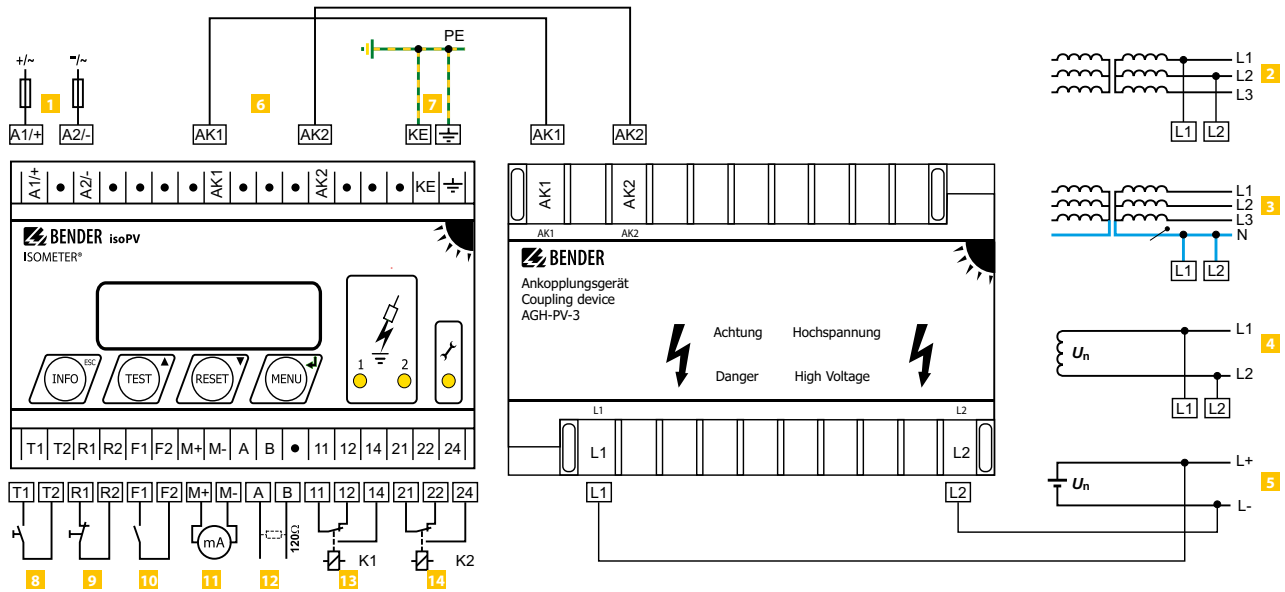 PE
+/~
-/~
1
6
7
A1/+
A2/-
AK1
AK2
KE
AK1
AK2
L1
L2
L3
2
L1
L2
A1/+
A2/-
AK1
AK2
KE
AK1
AK2
AK1
AK2
L1
L2
L3
N
3
L1
L2
BENDER isoPV
ISOMETER®
BENDER
Ankopplungsgerät
Coupling device
AGH-PV-3
Achtung Hochspannung
Danger High Voltage
INFO
ESC
TEST
RESET
MENU
1
2
L1
Un
L2
4
L1
L2
L1
L2
T1 T2 R1 R2 F1 F2 M+ M- A B 11 12 14 21 22 24
L1
L2
L+
Un
L-
5
T1 T2 R1 R2 F1 F2 M+ M- A B 11 12 14 21 22 24
L1
L2
mA
120Ω
K1
K2
8
9
10
11
12
13
14